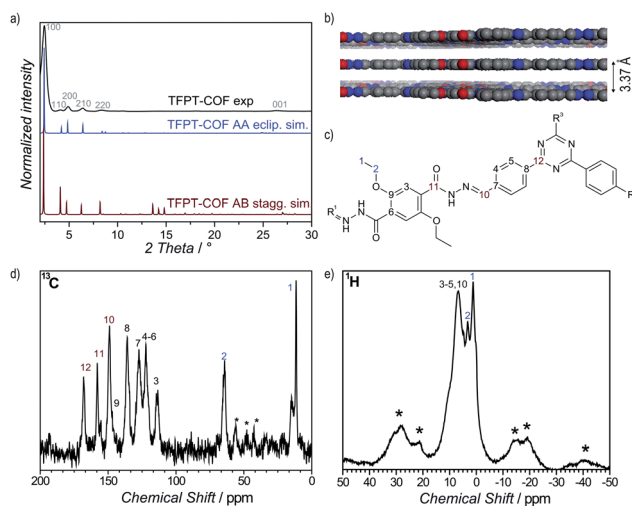 a)
100
200
110
210
220
001
TFPT-COF exp
TFPT-COF AA eclip. sim.
TFPT-COF AB stagg. sim.
Normalized intensity
5 10 15 20 25 30
2 Theta / °
b)
3.37 Å
c)
R³
N N
N
12
4 5
8
7
10
N
NH
O
11
1
2
O
3
9
6
O
R¹
N
NH
O
R
d)
¹³C
1
10
8
7
4-6
11
12
9
3
2
* * *
200 150 100 50 0
Chemical Shift / ppm
e)
¹H
1
3-5,10
2
* * * * *
50 40 30 20 10 0 -10 -20 -30 -40 -50
Chemical Shift / ppm